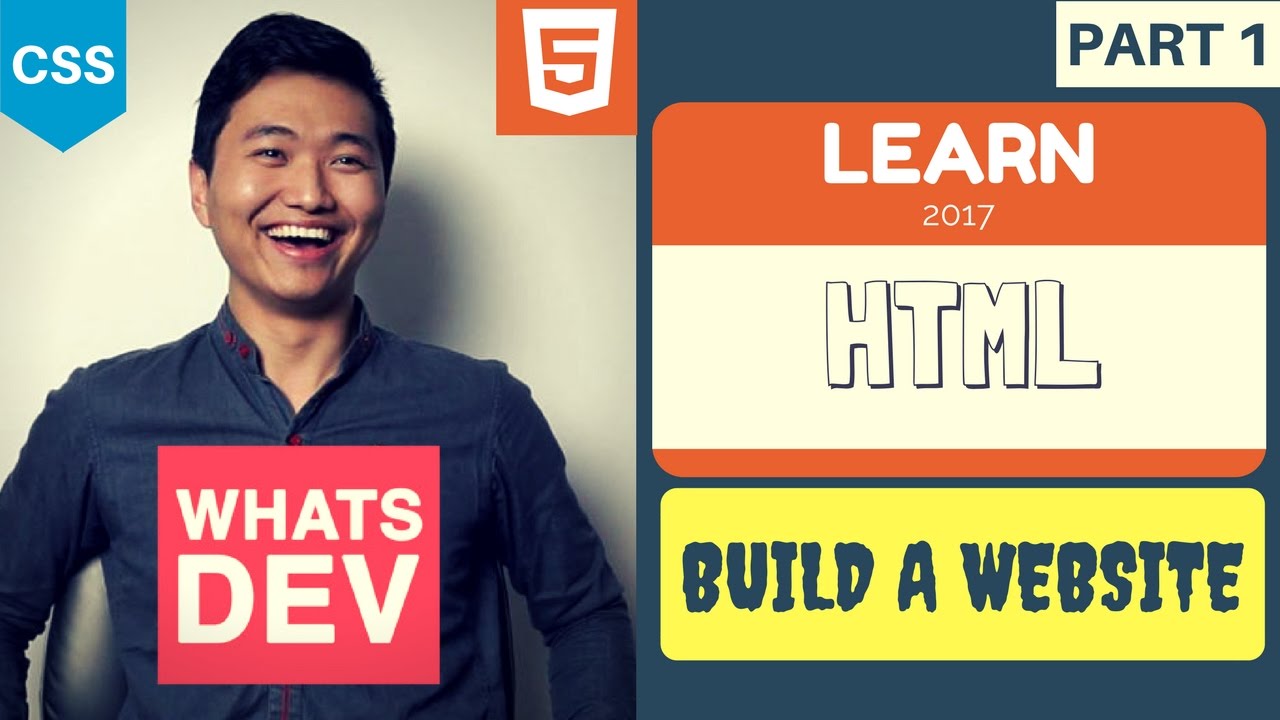 CSS
5
PART 1
LEARN
2017
HTML
WHATS
DEV
BUILD A WEBSITE